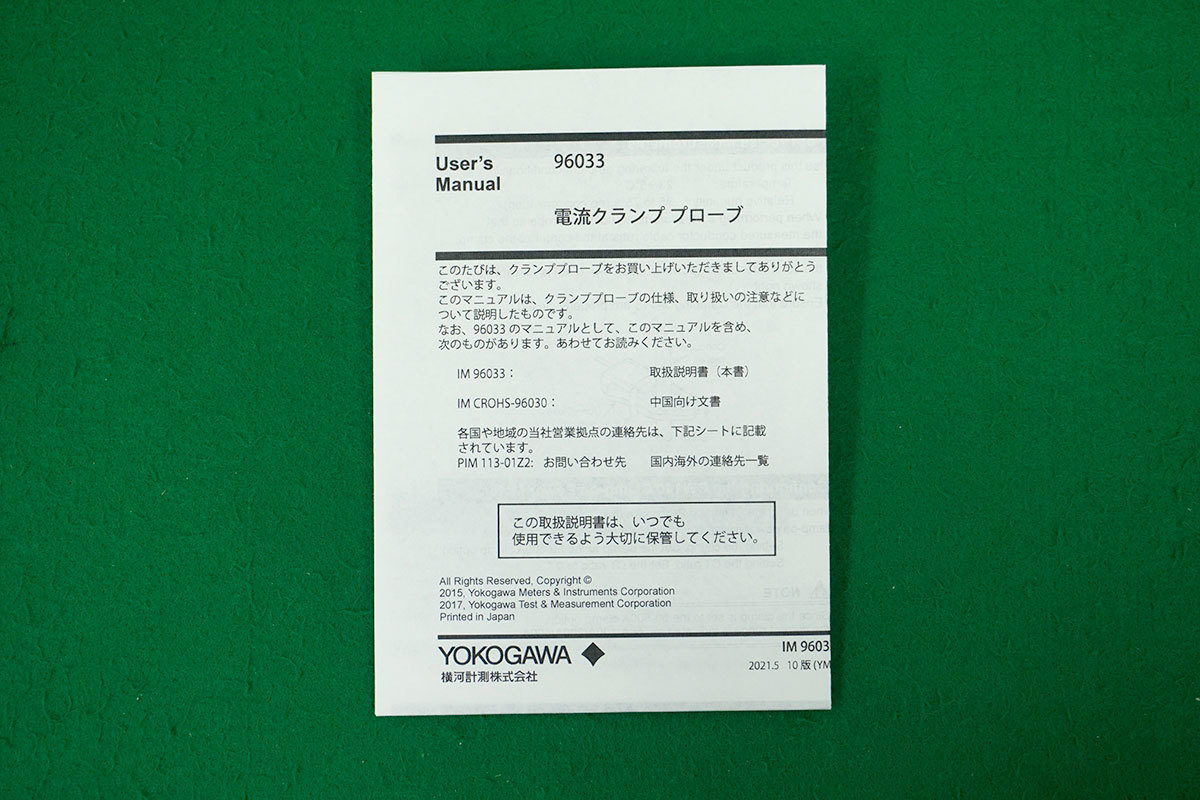 User's
Manual
96033
電流クランプ プローブ
このたびは、クランププローブをお買い上げいただきましてありがとう
ございます。
このマニュアルは、クランププローブの仕様、取り扱いの注意などに
ついて説明したものです。
なお、96033 のマニュアルとして、このマニュアルを含め、
次のものがあります。あわせてお読みください。
IM 96033： 取扱説明書（本書）
IM CROHS-96030： 中国向け文書
各国や地域の当社営業拠点の連絡先は、下記シートに記載
されています。
PIM 113-01Z2: お問い合わせ先 国内海外の連絡先一覧
この取扱説明書は、いつでも
使用できるよう大切に保管してください。
All Rights Reserved, Copyright ©
2015, Yokogawa Meters & Instruments Corporation
2017, Yokogawa Test & Measurement Corporation
Printed in Japan
YOKOGAWA
横河計測株式会社
IM 9603
2021.5 10 版 (YM